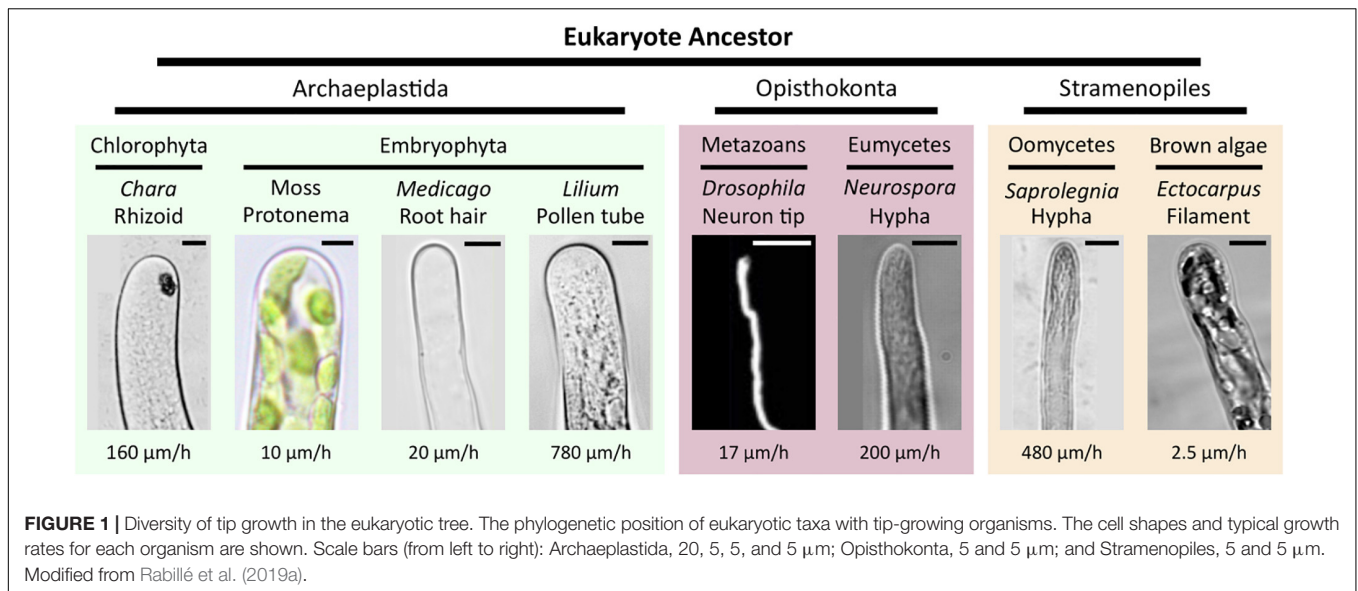 Eukaryote Ancestor
Archaeplastida Opisthokonta Stramenopiles
Chlorophyta Embryophyta Metazoans Eumycetes Oomycetes Brown algae
Chara Moss Medicago Lilium Drosophila Neurospora Saprolegnia Ectocarpus
Rhizoid Protonema Root hair Pollen tube Neuron tip Hypha Hypha Filament
160 μm/h 10 μm/h 20 μm/h 780 μm/h 17 μm/h 200 μm/h 480 μm/h 2.5 μm/h
FIGURE 1 | Diversity of tip growth in the eukaryotic tree. The phylogenetic position of eukaryotic taxa with tip-growing organisms. The cell shapes and typical growth
rates for each organism are shown. Scale bars (from left to right): Archaeplastida, 20, 5, 5, and 5 μm; Opisthokonta, 5 and 5 μm; and Stramenopiles, 5 and 5 μm.
Modified from Rabillé et al. (2019a).